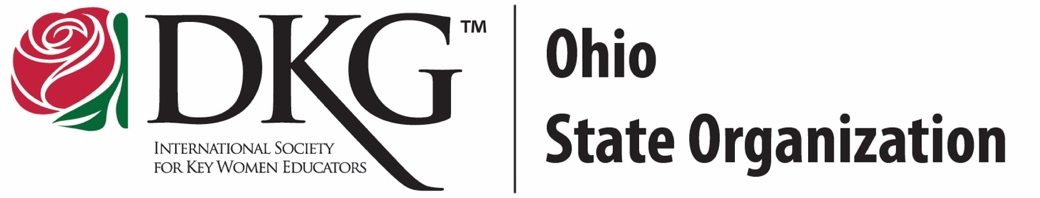 DKG™
INTERNATIONAL SOCIETY
FOR KEY WOMEN EDUCATORS
Ohio
State Organization